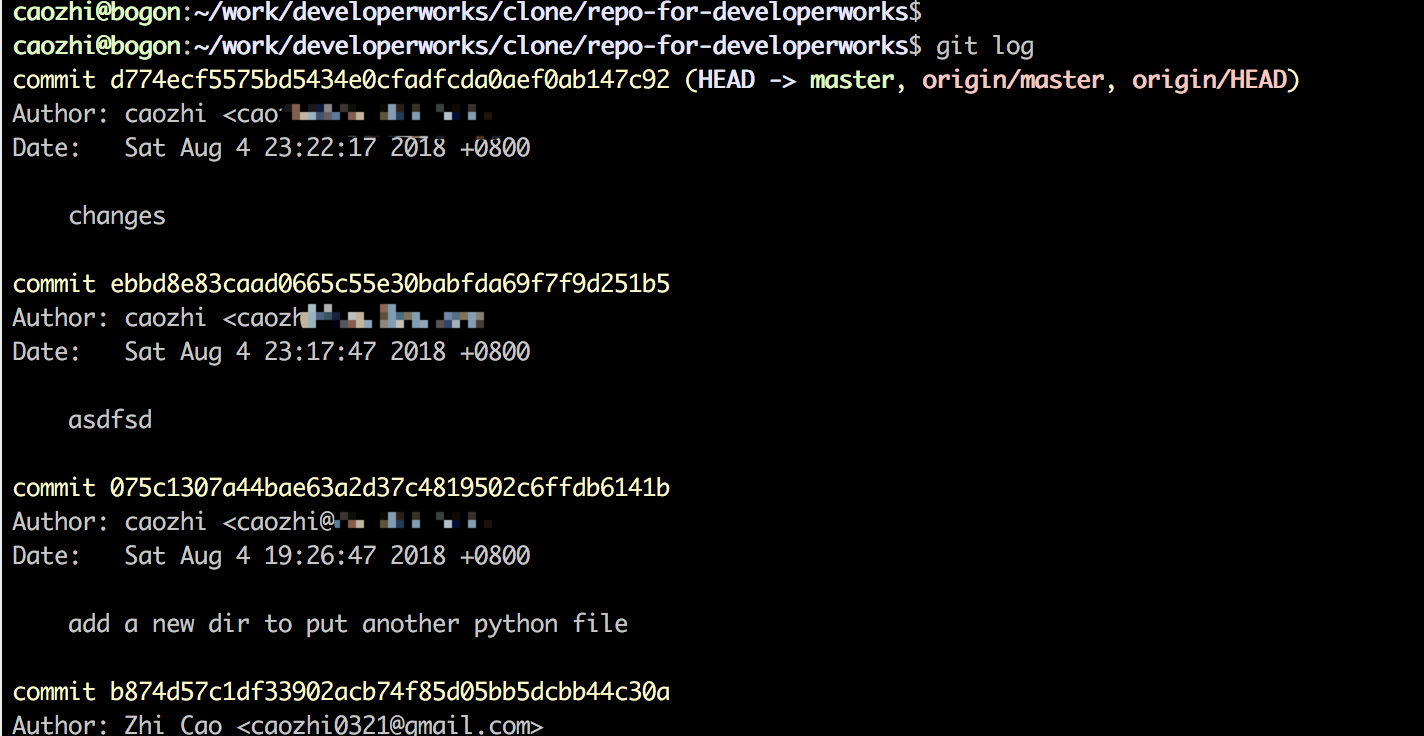 caozhi@bogon:~/work/developerworks/clone/repo-for-developerworks$
caozhi@bogon:~/work/developerworks/clone/repo-for-developerworks$ git log
commit d774ecf5575bd5434e0cfadfcda0aef0ab147c92 (HEAD -> master, origin/master, origin/HEAD)
Author: caozhi <cao
Date:   Sat Aug 4 23:22:17 2018 +0800
changes
commit ebbd8e83caad0665c55e30babfda69f7f9d251b5
Author: caozhi <caozh
Date:   Sat Aug 4 23:17:47 2018 +0800
asdfsd
commit 075c1307a44bae63a2d37c4819502c6ffdb6141b
Author: caozhi <caozhi@
Date:   Sat Aug 4 19:26:47 2018 +0800
add a new dir to put another python file
commit b874d57c1df33902acb74f85d05bb5dcbb44c30a
Author: Zhi Cao <caozhi0321@gmail.com>